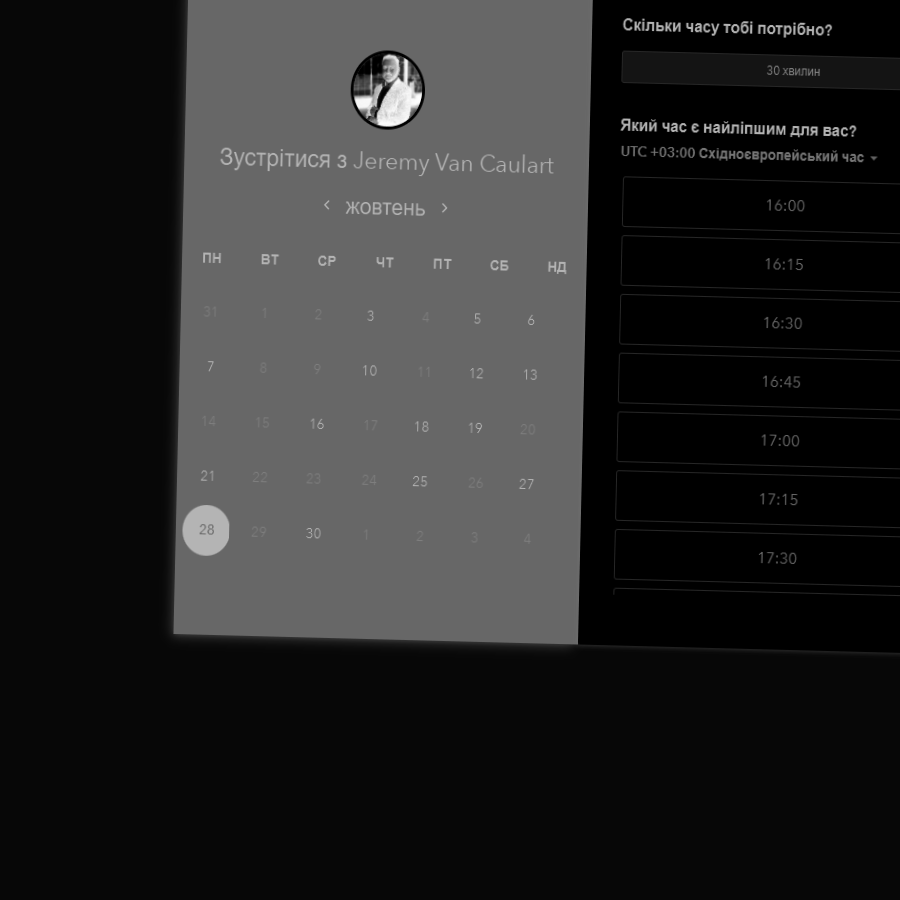 Зустрітися з Jeremy Van Caulart
жовтень
ПН ВТ СР ЧТ ПТ СБ НД
31 1 2 3 4 5 6
7 8 9 10 11 12 13
14 15 16 17 18 19 20
21 22 23 24 25 26 27
28 29 30 1 2 3 4
Скільки часу тобі потрібно?
30 хвилин
Який час є найліпшим для вас?
UTC +03:00 Східноєвропейський час
16:00
16:15
16:30
16:45
17:00
17:15
17:30